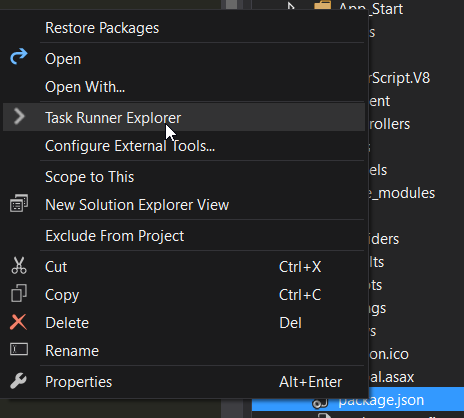 Restore Packages
Open
Open With...
Task Runner Explorer
Configure External Tools...
Scope to This
New Solution Explorer View
Exclude From Project
Cut Ctrl+X
Copy Ctrl+C
Delete Del
Rename
Properties Alt+Enter
App_Start
s
rScript.V8
ent
rollers
s
els
e_modules
iders
lts
pts
ngs
vs
on.ico
al.asax
package.json